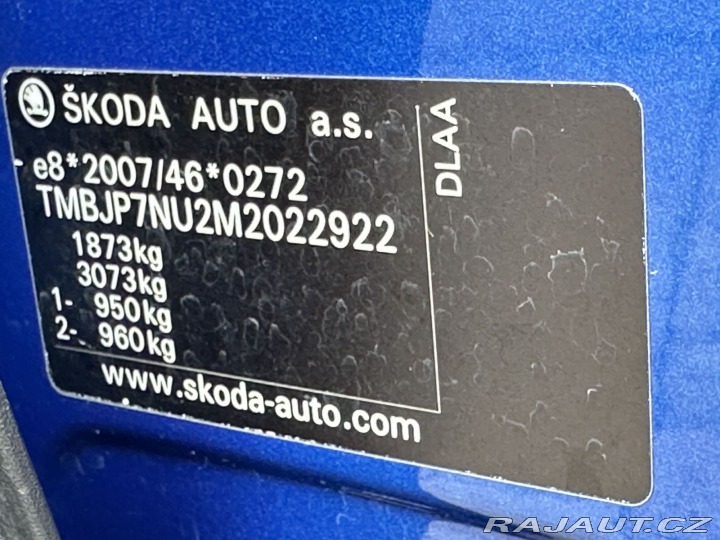 ŠKODA AUTO a.s.
e8*2007/46*0272
TMBJP7NU2M2022922
1873kg
3073kg
1- 950kg
2- 960kg
www.skoda-auto.com
DLAA
RAJAUT.CZ